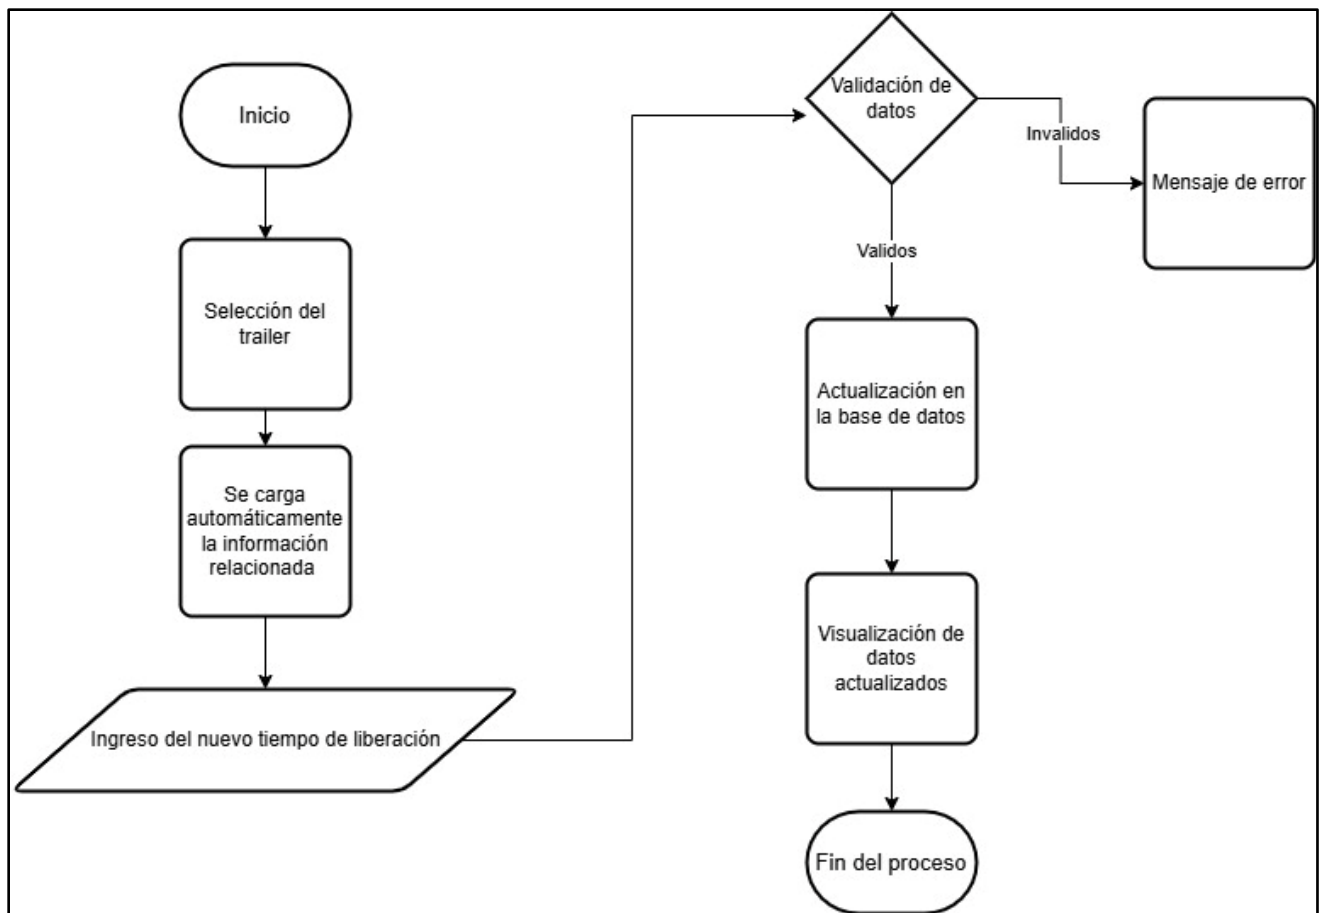 Inicio
Selección del
trailer
Se carga
automáticamente
la información
relacionada
Ingreso del nuevo tiempo de liberación
Validación de
datos
Invalidos
Mensaje de error
Validos
Actualización en
la base de datos
Visualización de
datos
actualizados
Fin del proceso